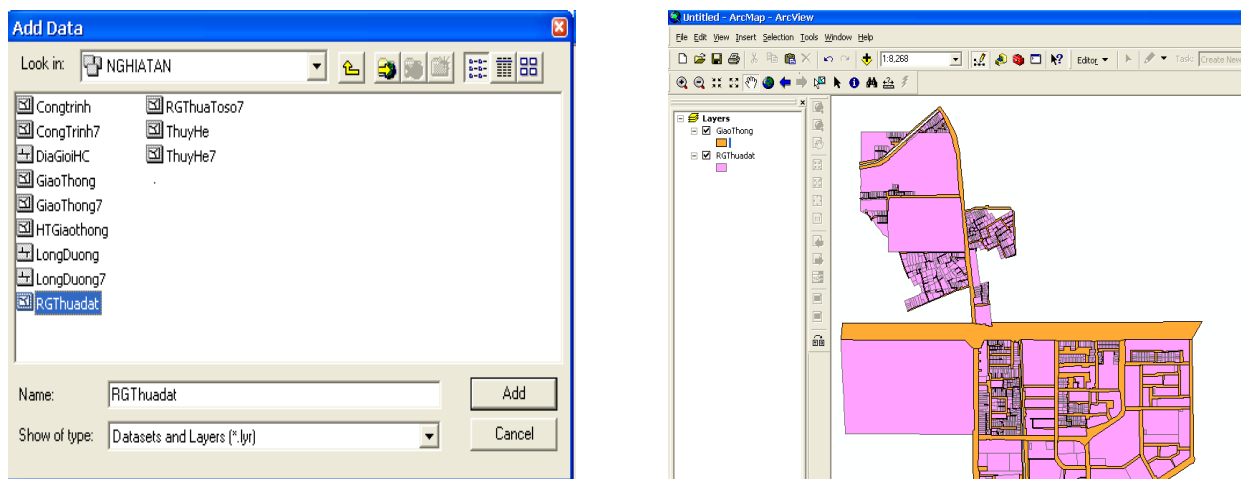 Add Data
Look in: NGHIATAN
Congtrinh
CongTrinh7
DiaGioiHC
GiaoThong
GiaoThong7
HTGiaothong
LongDuong
LongDuong7
RGThuadat
RGThuaToso7
ThuyHe
ThuyHe7
Name: RGThuadat Add
Show of type: Datasets and Layers (*.lyr) Cancel
Untitled - ArcMap - ArcView
File Edit View Insert Selection Tools Window Help
1:8,268 Editor Task: Create New
Layers
GiaoThong
RGThuadat